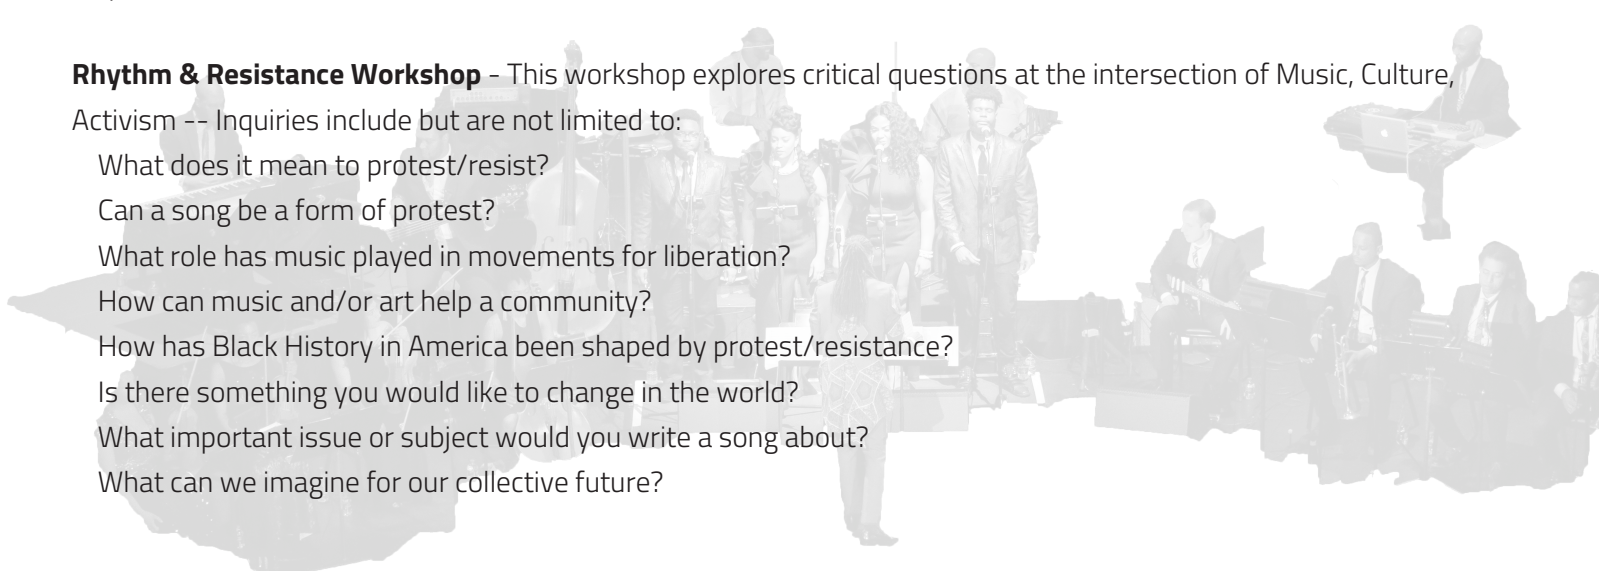 Rhythm & Resistance Workshop - This workshop explores critical questions at the intersection of Music, Culture,
Activism -- Inquiries include but are not limited to:
What does it mean to protest/resist?
Can a song be a form of protest?
What role has music played in movements for liberation?
How can music and/or art help a community?
How has Black History in America been shaped by protest/resistance?
Is there something you would like to change in the world?
What important issue or subject would you write a song about?
What can we imagine for our collective future?